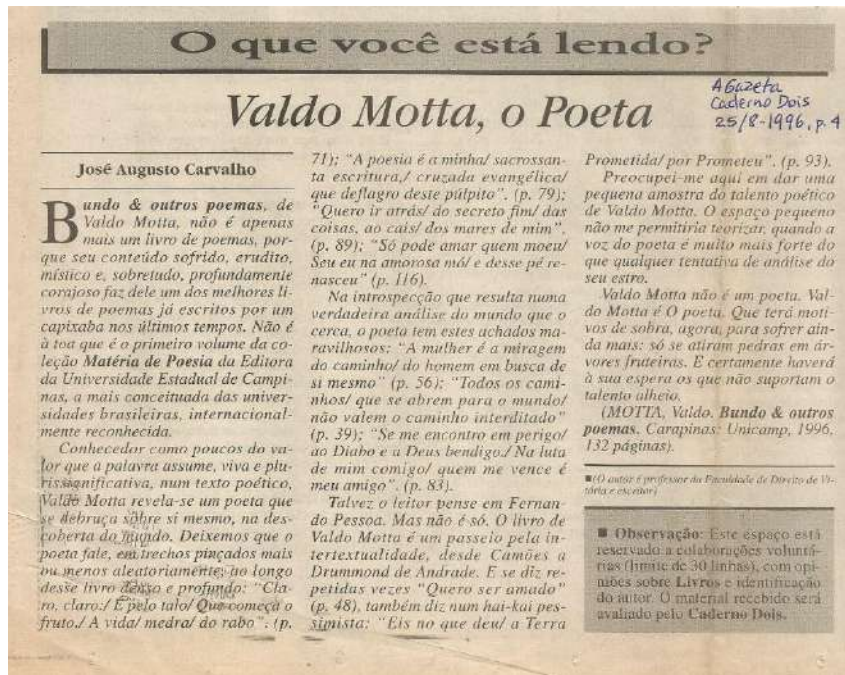 O que você está lendo?
Valdo Motta, o Poeta
A Gazeta
Caderno Dois
25/8-1996, p. 4
José Augusto Carvalho
Bundo & outros poemas, de
Valdo Motta, não é apenas
mais um livro de poemas, por-
que seu conteúdo sofrido, erudito,
místico e, sobretudo, profundamente
corajoso faz dele um dos melhores li-
vros de poemas já escritos por um
capixaba nos últimos tempos. Não é
à toa que é o primeiro volume da co-
leção Matéria de Poesia da Editora
da Universidade Estadual de Campi-
nas, a mais conceituada das univer-
sidades brasileiras, internacional-
mente reconhecida.
Conhecedor como poucos do va-
lor que a palavra assume, viva e plu-
rissignificativa, num texto poético,
Valdo Motta revela-se um poeta que
se debruça sobre si mesmo, na des-
coberta do mundo. Deixemos que o
poeta fale, em trechos pinçados mais
ou menos aleatoriamente, ao longo
desse livro denso e profundo: "Cla-
ro, claro:/ É pelo talo/ Que começa o
fruto./ A vida/ medra/ do rabo". (p.
71); "A poesia é a minha/ sacrossan-
ta escritura,/ cruzada evangélica/
que deflagro deste púlpito". (p. 79);
"Quero ir atrás/ do secreto fim/ das
coisas, ao cais/ dos mares de mim".
(p. 89); "Só pode amar quem moeu/
Seu eu na amorosa mó/ e desse pé re-
nasceu" (p. 116).
Na introspecção que resulta numa
verdadeira análise do mundo que o
cerca, o poeta tem estes achados ma-
ravilhosos: "A mulher é a miragem
do caminho/ do homem em busca de
si mesmo" (p. 56); "Todos os cami-
nhos/ que se abrem para o mundo/
não valem o caminho interditado"
(p. 39); "Se me encontro em perigo/
ao Diabo e a Deus bendigo./ Na luta
de mim comigo/ quem me vence é
meu amigo". (p. 83).
Talvez o leitor pense em Fernan-
do Pessoa. Mas não é só. O livro de
Valdo Motta é um passeio pela in-
tertextualidade, desde Camões a
Drummond de Andrade. E se diz re-
petidas vezes "Quero ser amado"
(p. 48), também diz num hai-kai pes-
simista: "Eis no que deu/ a Terra
Prometida/ por Prometeu". (p. 93).
Preocupei-me aqui em dar uma
pequena amostra do talento poético
de Valdo Motta. O espaço pequeno
não me permitiria teorizar, quando a
voz do poeta é muito mais forte do
que qualquer tentativa de análise do
seu estro.
Valdo Motta não é um poeta. Val-
do Motta é O poeta. Que terá moti-
vos de sobra, agora, para sofrer ain-
da mais: só se atiram pedras em ár-
vores fruteiras. E certamente haverá
à sua espera os que não suportam o
talento alheio.
(MOTTA, Valdo. Bundo & outros
poemas. Carapinas: Unicamp, 1996.
132 páginas).
■(O autor é professor da Faculdade de Direito de Vi-
tória e escritor)
■ Observação: Este espaço está
reservado a colaborações voluntá-
rias (limite de 30 linhas), com opi-
niões sobre Livros e identificação
do autor. O material recebido será
avaliado pelo Caderno Dois.